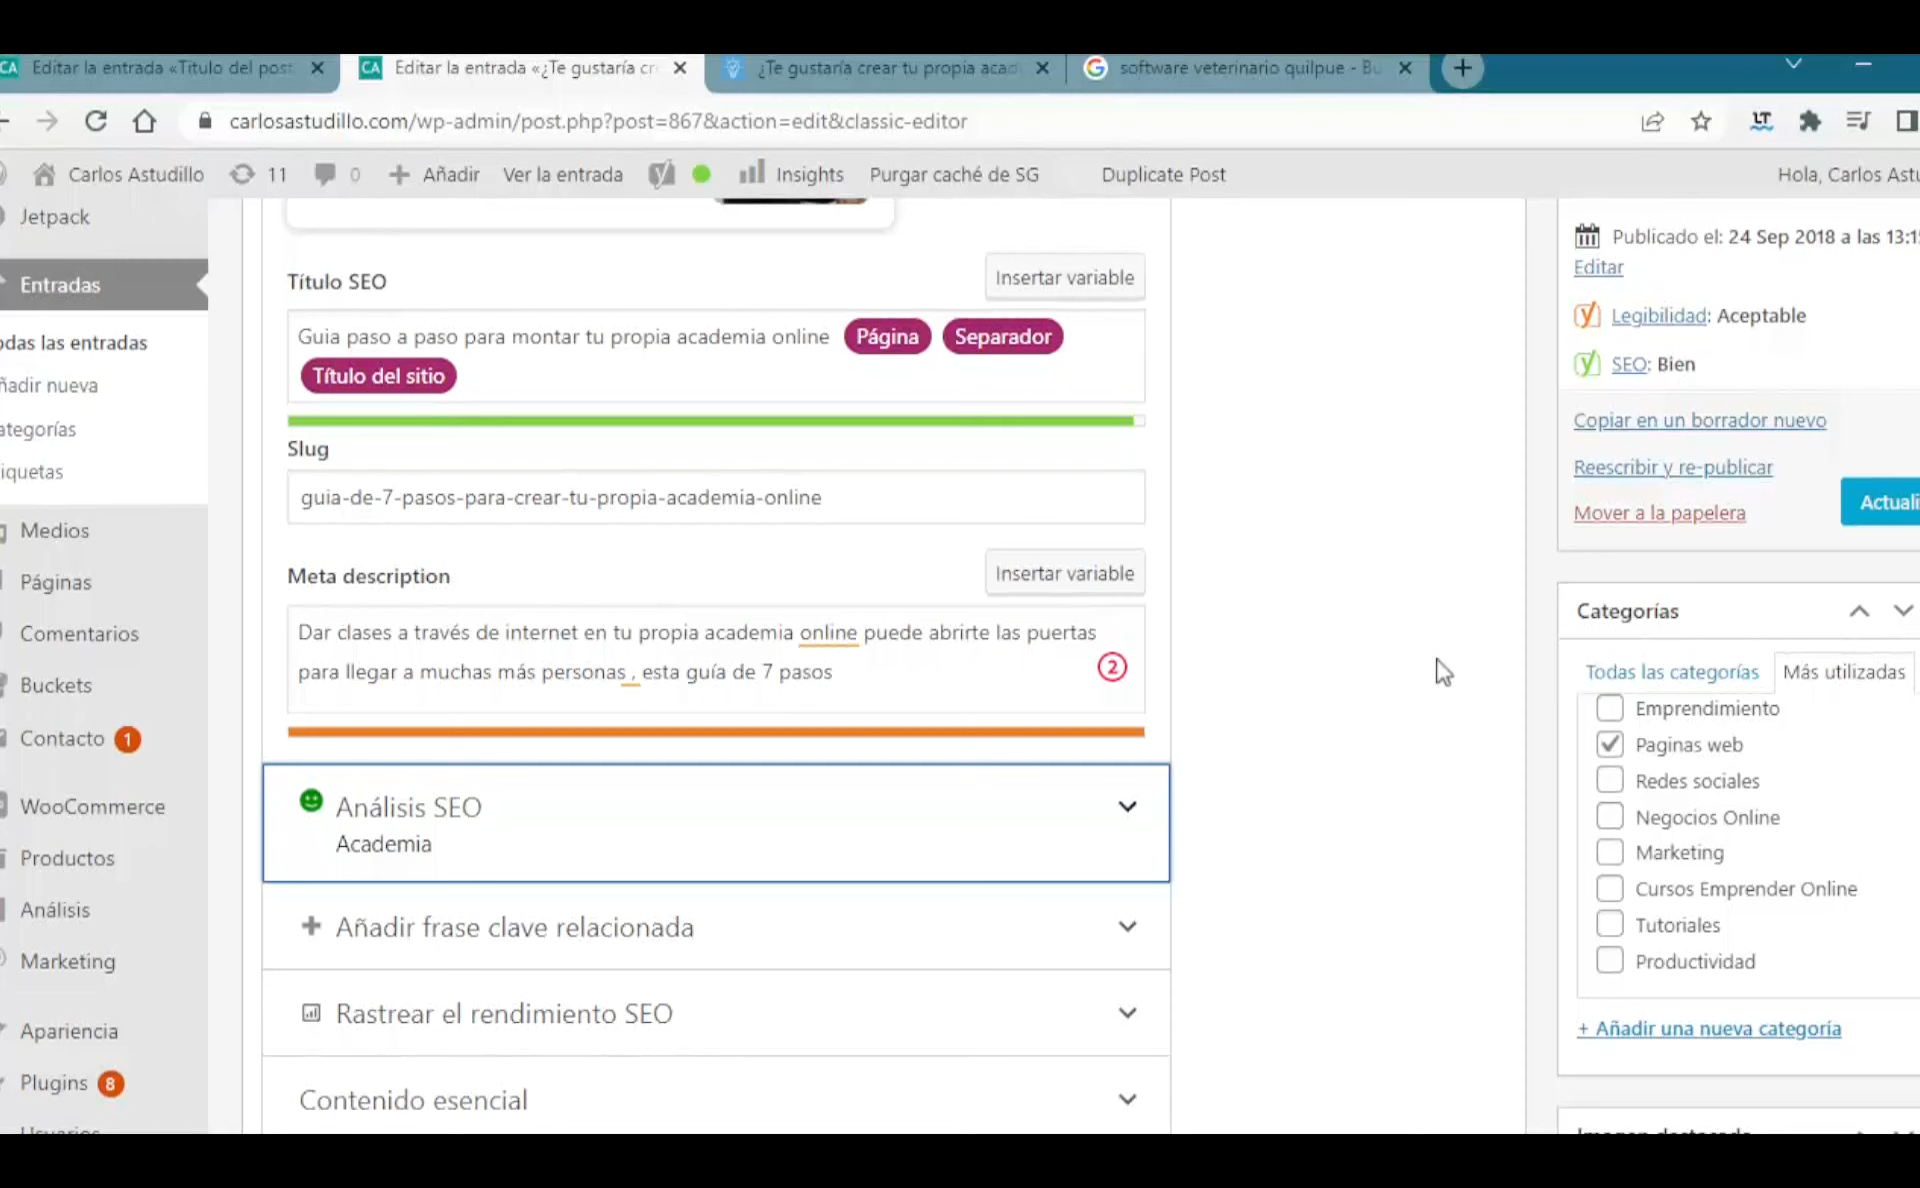 CA Editar la entrada «Título del post
CA Editar la entrada «¿Te gustaría cr
¿Te gustaría crear tu propia acad
G software veterinario quilpue - Bu
carlosastudillo.com/wp-admin/post.php?post=867&action=edit&classic-editor
LT
Carlos Astudillo 11 0 Añadir Ver la entrada Insights Purgar caché de SG Duplicate Post Hola, Carlos Astu
Jetpack
Entradas
odas las entradas
ñadir nueva
ategorías
iquetas
Medios
Páginas
Comentarios
Buckets
Contacto 1
WooCommerce
Productos
Análisis
Marketing
Apariencia
Plugins 8
Usuarios
Título SEO
Insertar variable
Guia paso a paso para montar tu propia academia online Página Separador
Título del sitio
Slug
guia-de-7-pasos-para-crear-tu-propia-academia-online
Meta description
Insertar variable
Dar clases a través de internet en tu propia academia online puede abrirte las puertas
para llegar a muchas más personas , esta guía de 7 pasos
2
Análisis SEO
Academia
Añadir frase clave relacionada
Rastrear el rendimiento SEO
Contenido esencial
Publicado el: 24 Sep 2018 a las 13:1
Editar
Legibilidad: Aceptable
SEO: Bien
Copiar en un borrador nuevo
Reescribir y re-publicar
Mover a la papelera
Actuali
Categorías
Todas las categorías Más utilizadas
Emprendimiento
Paginas web
Redes sociales
Negocios Online
Marketing
Cursos Emprender Online
Tutoriales
Productividad
+ Añadir una nueva categoría
Imagen destacada